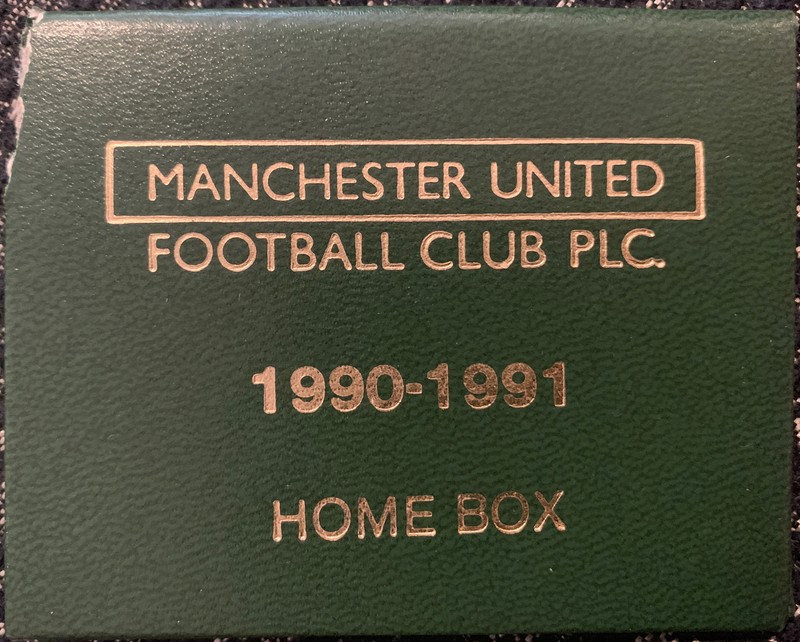 MANCHESTER UNITED
FOOTBALL CLUB PLC.
1990-1991
HOME BOX